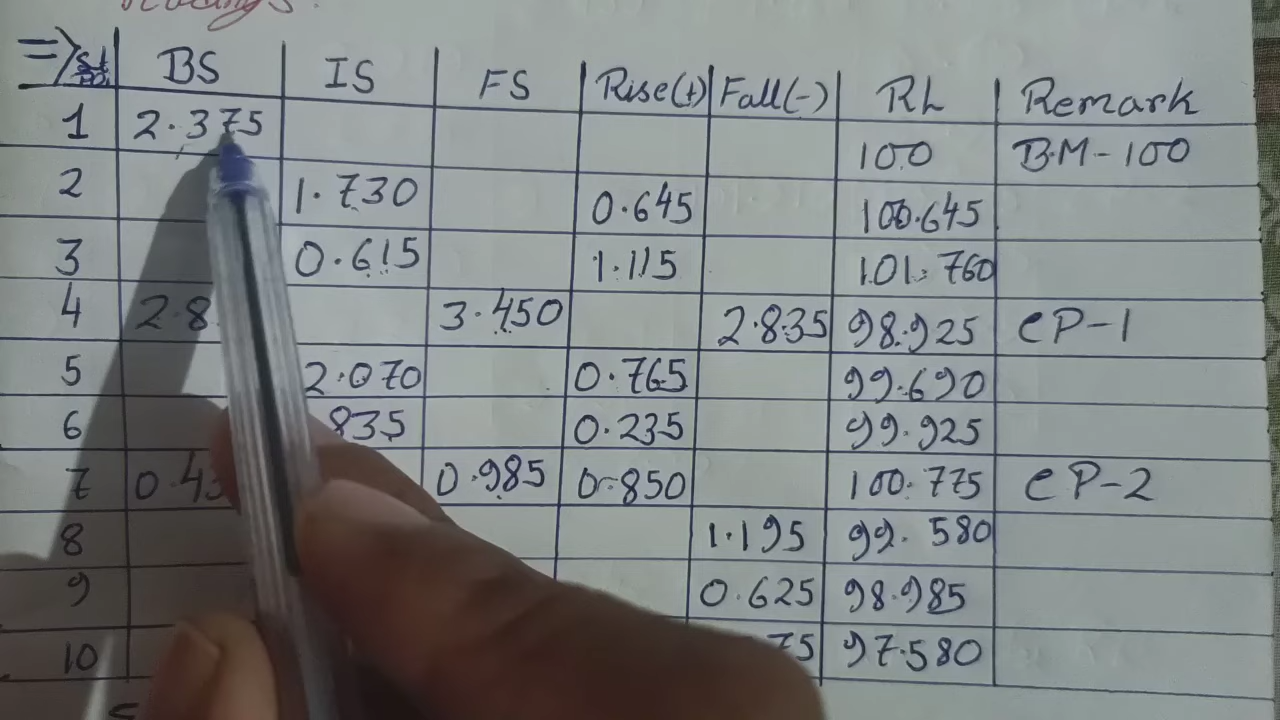 readings.
=> St BS IS FS Rise(+) Fall(-) RL Remark
1 2.375 100 B.M-100
2 1.730 0.645 100.645
3 0.615 1.115 101.760
4 3.450 2.835 98.925 CP-1
5 2.070 0.765 99.690
6 835 0.235 99.925
7 0.985 0.850 100.775 CP-2
8 1.195 99.580
9 0.625 98.985
10 75 97.580